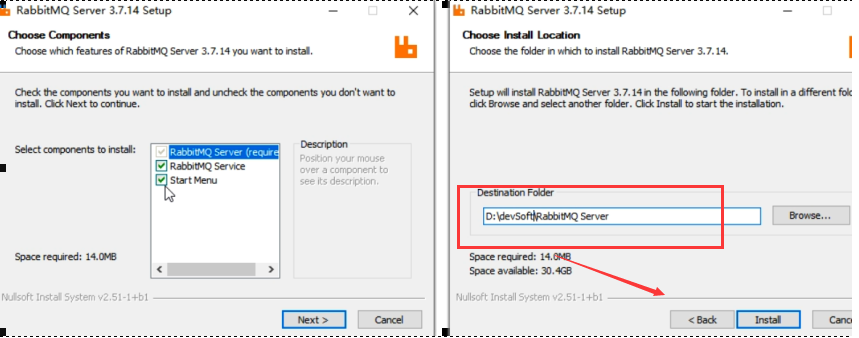 RabbitMQ Server 3.7.14 Setup
Choose Components
Choose which features of RabbitMQ Server 3.7.14 you want to install.
Check the components you want to install and uncheck the components you don't want to
install. Click Next to continue.
Select components to install:
RabbitMQ Server (require
RabbitMQ Service
Start Menu
Description
Position your mouse
over a component to
see its description.
Space required: 14.0MB
Nullsoft Install System v2.51-1+b1
Next >
Cancel
RabbitMQ Server 3.7.14 Setup
Choose Install Location
Choose the folder in which to install RabbitMQ Server 3.7.14.
Setup will install RabbitMQ Server 3.7.14 in the following folder. To install in a different fold
click Browse and select another folder. Click Install to start the installation.
Destination Folder
D:\devSoft\RabbitMQ Server
Browse...
Space required: 14.0MB
Space available: 30.4GB
Nullsoft Install System v2.51-1+b1
< Back
Install
Canc